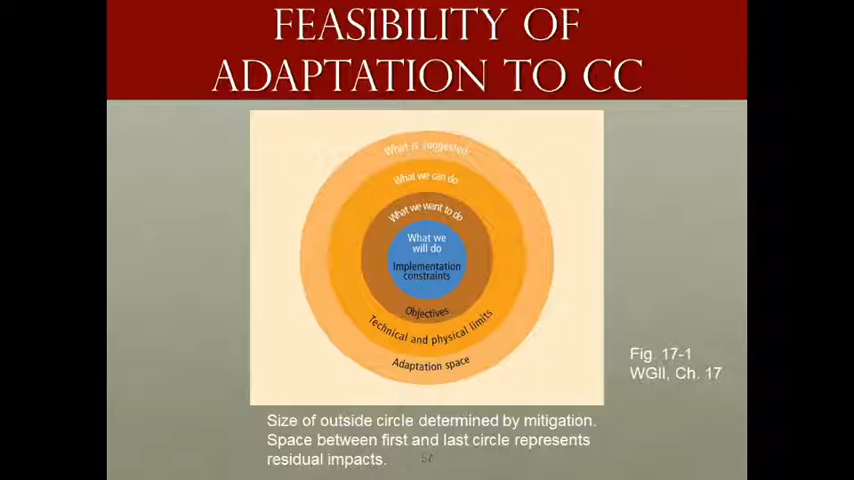 FEASIBILITY OF
ADAPTATION TO CC
What is suggested
What we can do
What we want to do
What we
will do
Implementation
constraints
Objectives
Technical and physical limits
Adaptation space
Fig. 17-1
WGII, Ch. 17
Size of outside circle determined by mitigation.
Space between first and last circle represents
residual impacts.
57